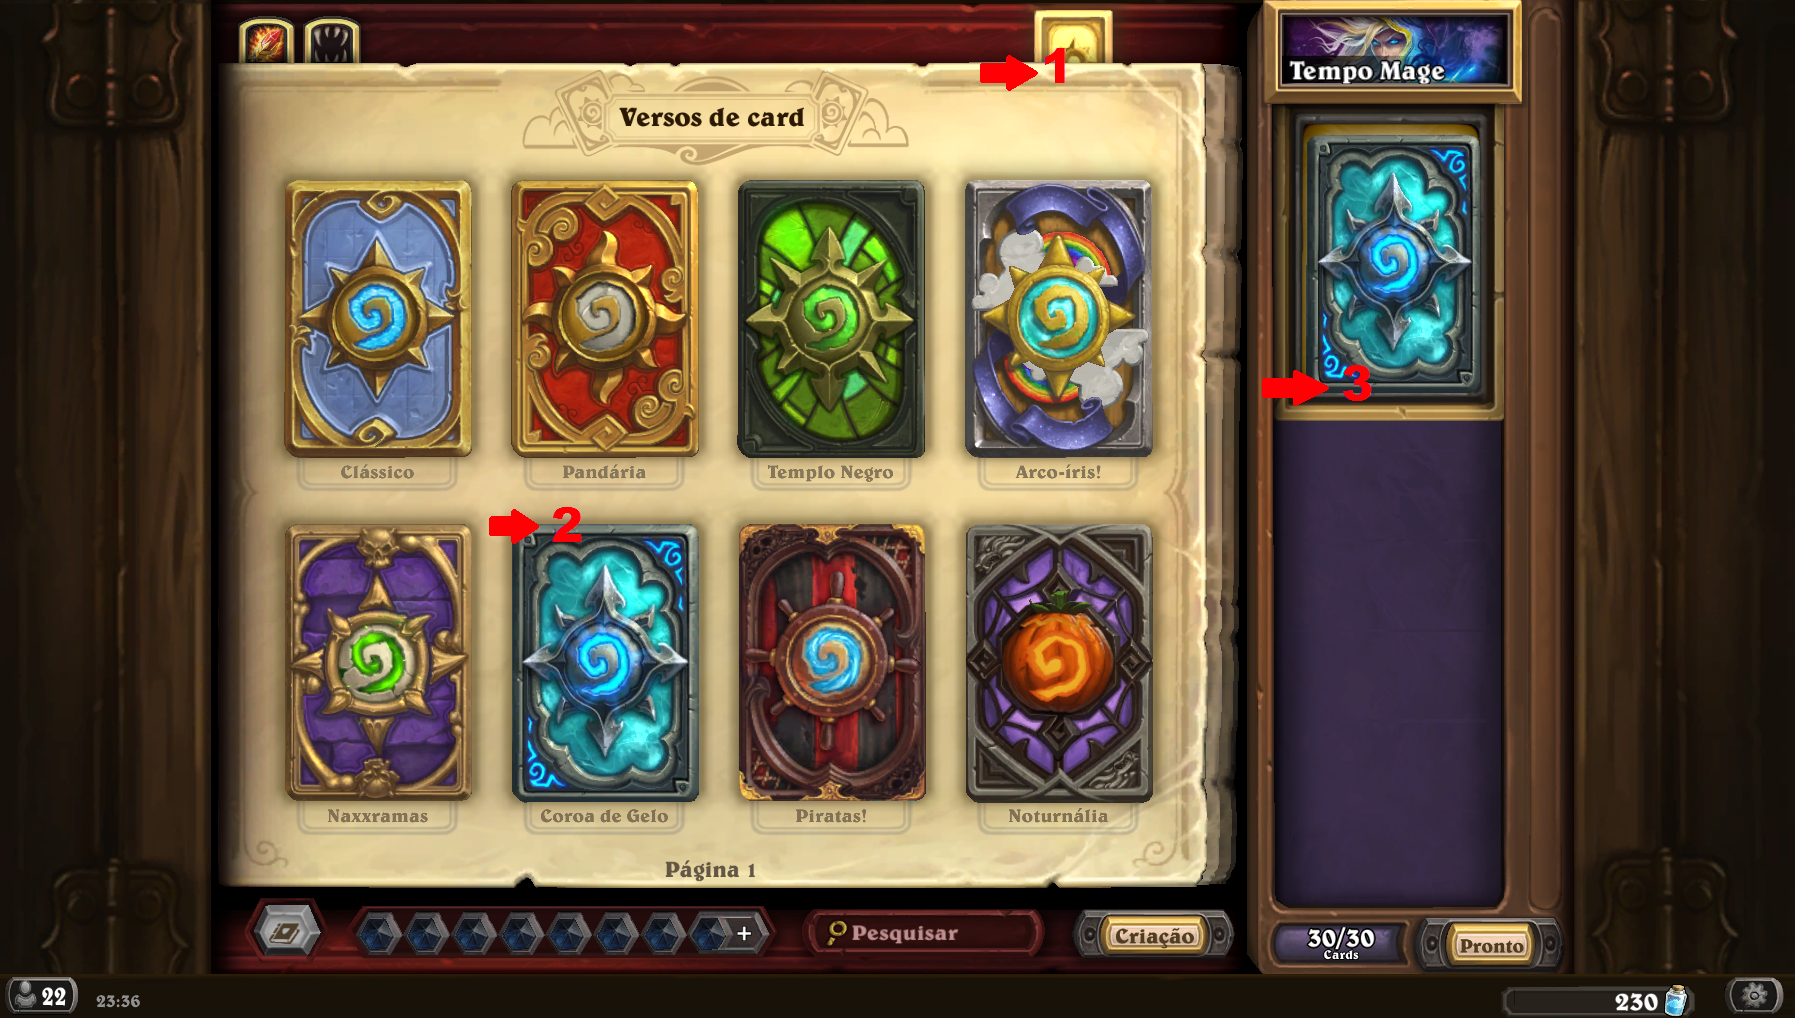 1
Tempo Mage
Versos de card
Clássico
Pandária
Templo Negro
Arco-íris!
3
2
Naxxramas
Coroa de Gelo
Piratas!
Noturnália
Página 1
+
Pesquisar
Criação
30/30
Cards
Pronto
22
23:36
230